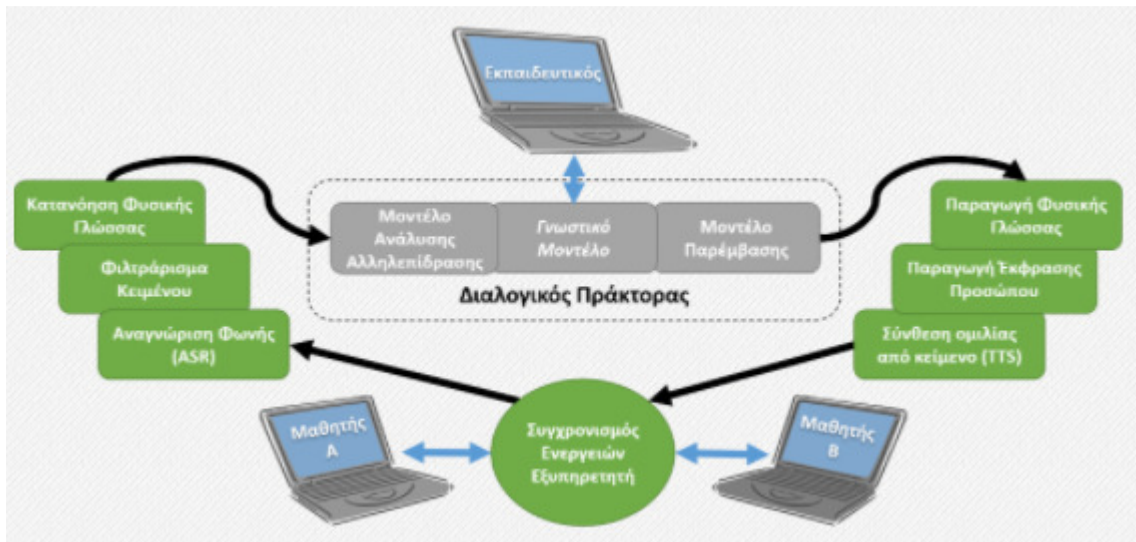 Εκπαιδευτικός
Κατανόηση Φυσικής
Γλώσσας
Φιλτράρισμα
Κειμένου
Αναγνώριση Φωνής
(ASR)
Μοντέλο
Ανάλυσης
Αλληλεπίδρασης
Γνωστικό
Μοντέλο
Μοντέλο
Παρέμβασης
Διαλογικός Πράκτορας
Παραγωγή Φυσικής
Γλώσσας
Παραγωγή Έκφρασης
Προσώπου
Σύνθεση ομιλίας
από κείμενο (TTS)
Μαθητής
A
Συγχρονισμός
Ενεργειών
Εξυπηρετητή
Μαθητής
B